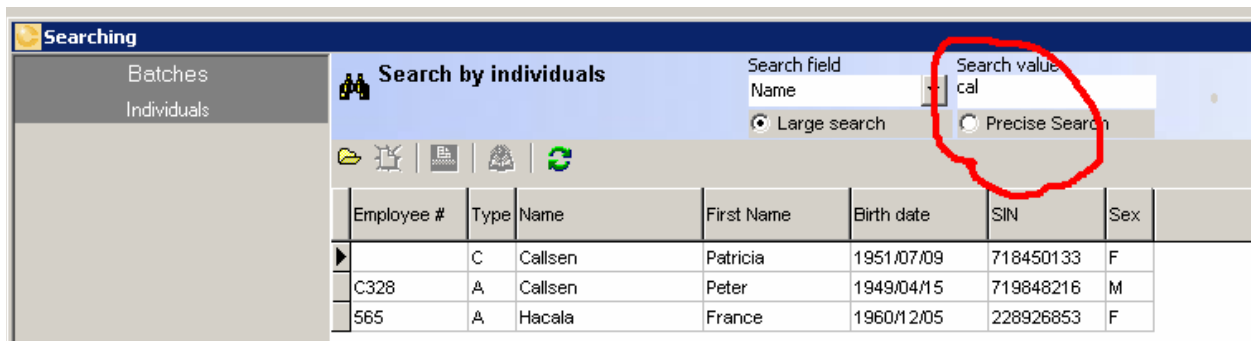 Searching
Batches
Individuals
Search by individuals
Search field
Search value
Name
cal
Large search
Precise Search
Employee # Type Name First Name Birth date SIN Sex
C Callsen Patricia 1951/07/09 718450133 F
C328 A Callsen Peter 1949/04/15 719848216 M
565 A Hacala France 1960/12/05 228926853 F